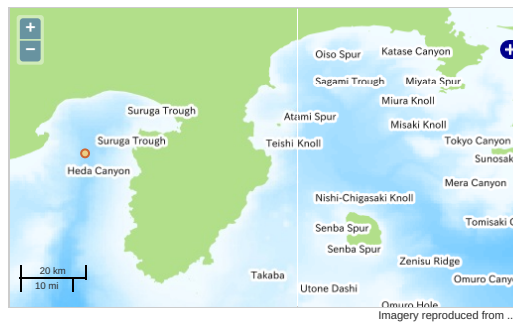 +
−
Oiso Spur
Katase Canyon
+
Sagami Trough
Miyata Spur
Miura Knoll
Suruga Trough
Atami Spur
Misaki Knoll
Suruga Trough
Teishi Knoll
Tokyo Canyon
Sunosak
Heda Canyon
Mera Canyon
Nishi-Chigasaki Knoll
Tomisaki C
Senba Spur
Senba Spur
Zenisu Ridge
20 km
10 mi
Takaba
Omuro Cany
Utone Dashi
Omuro Hole
Imagery reproduced from ...